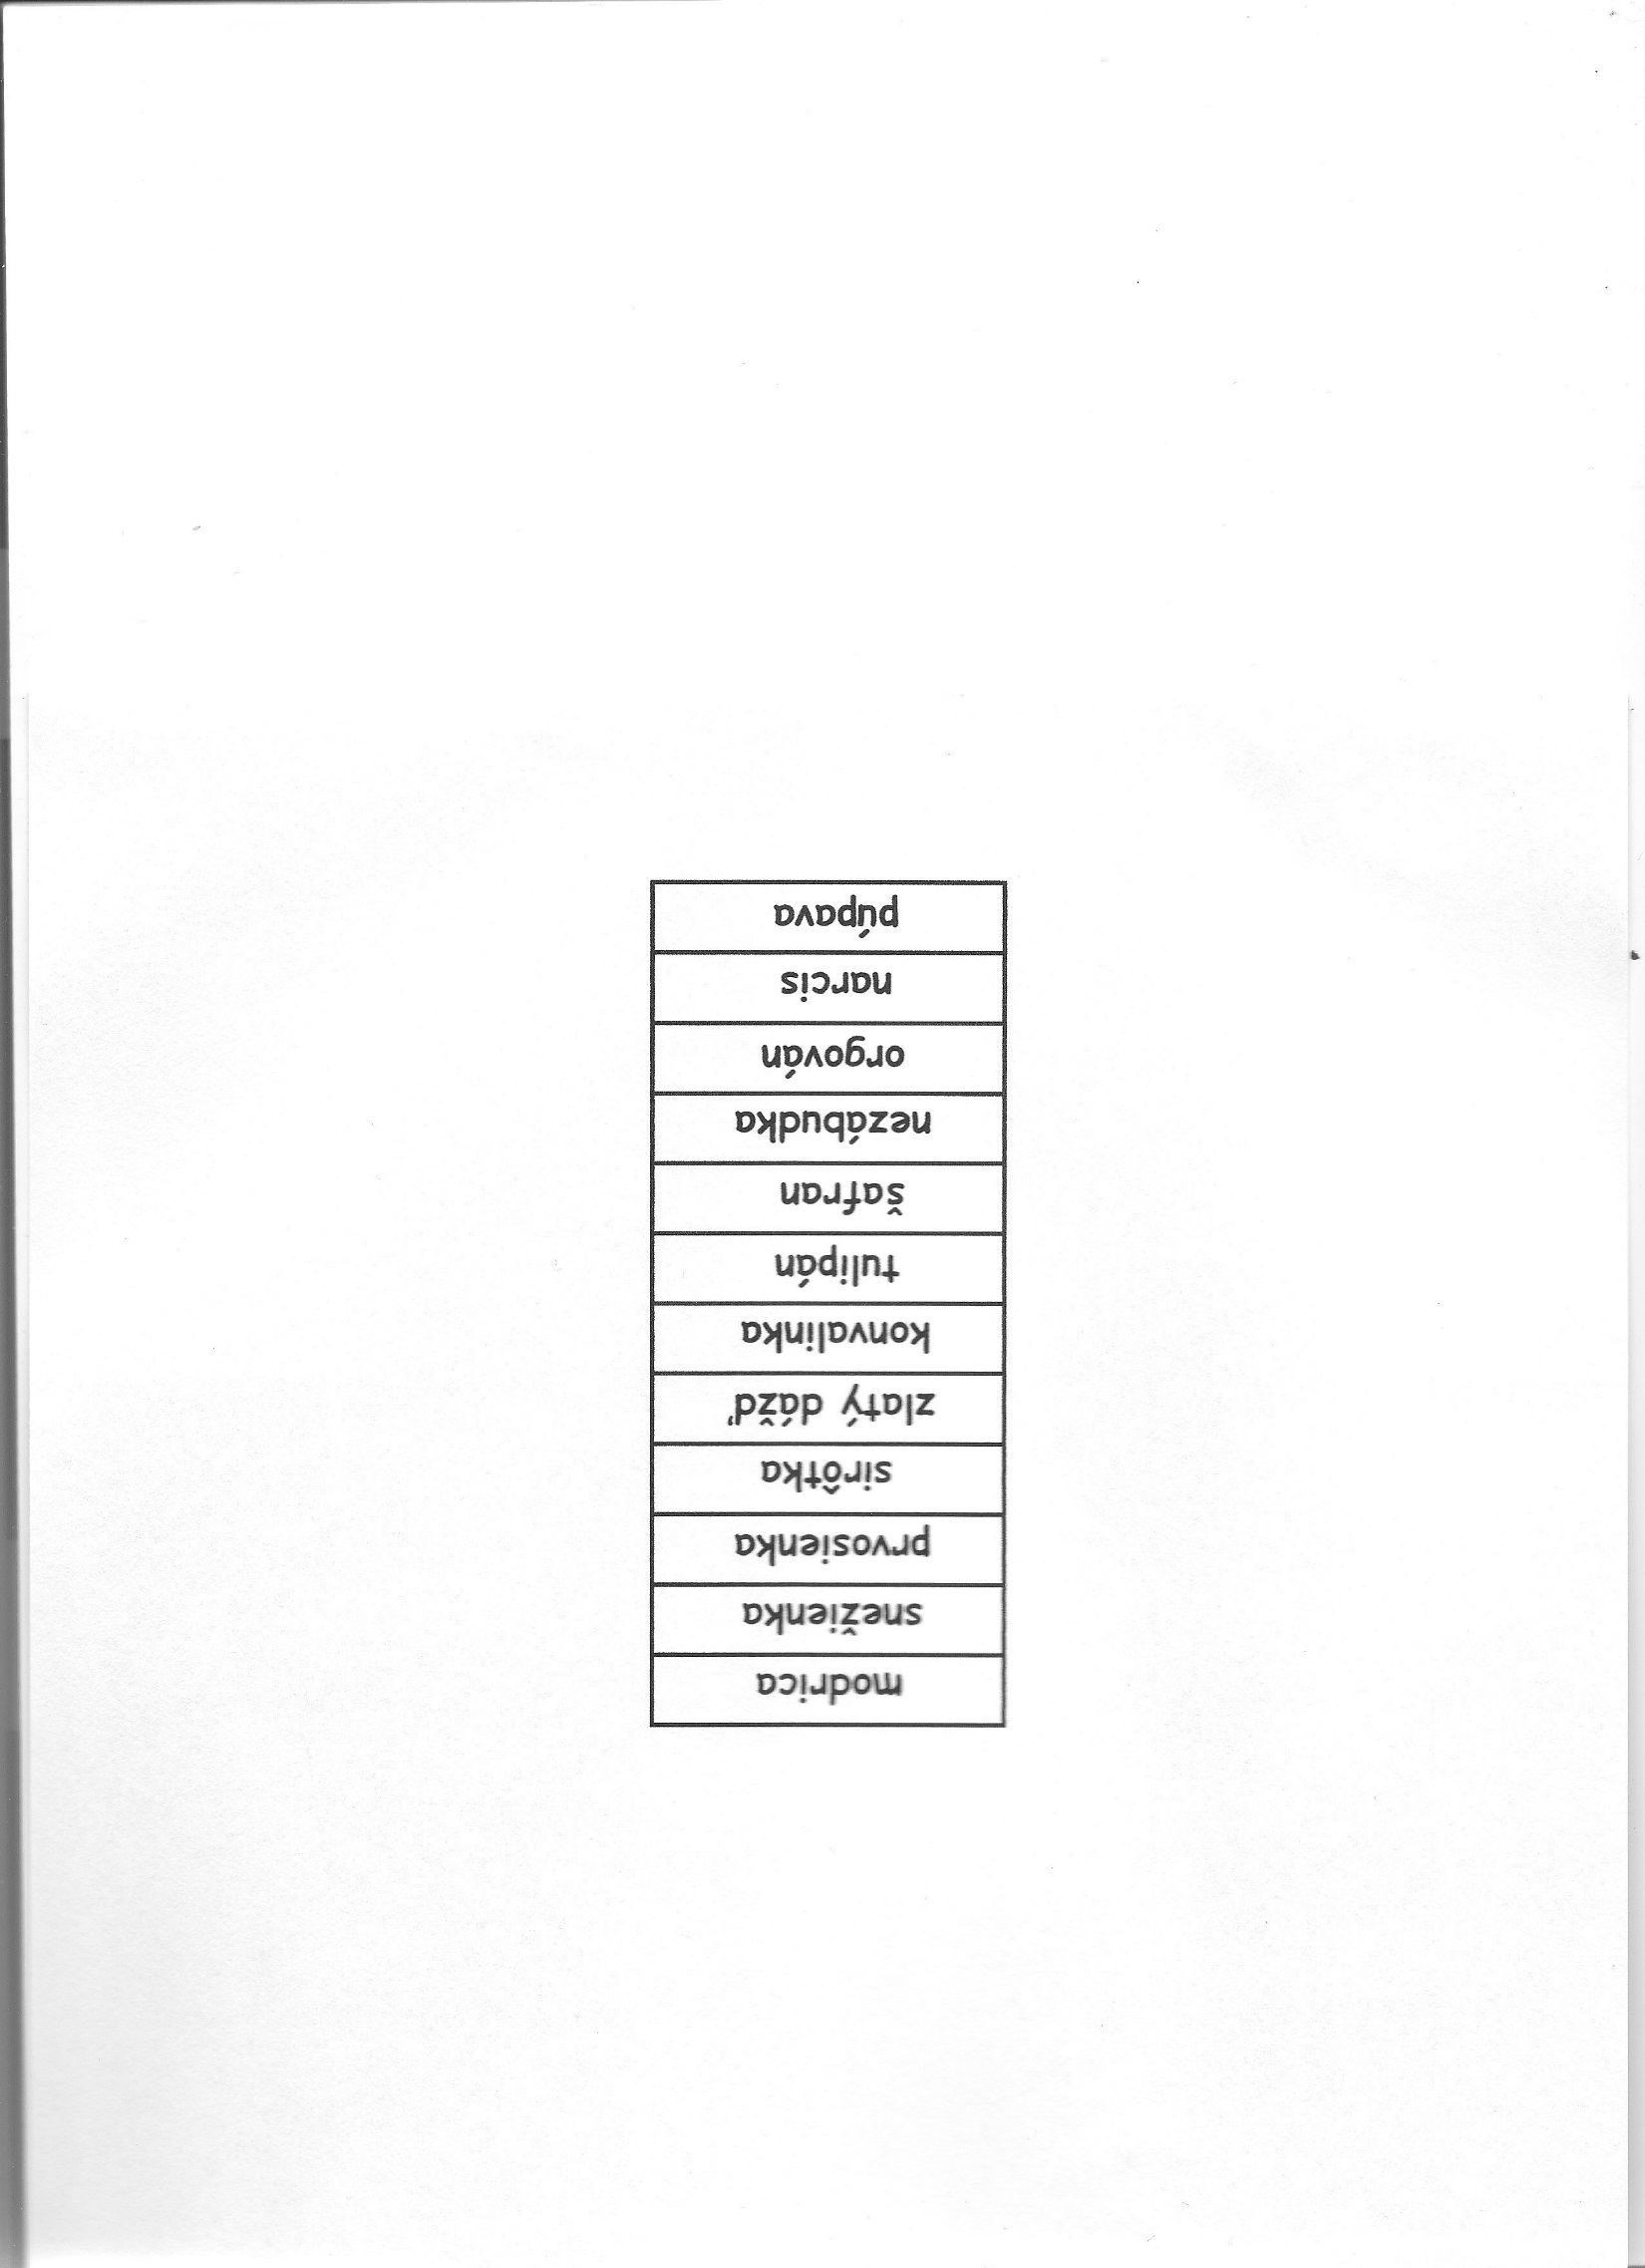 modrica
snežienka
prvosienka
sirôtka
zlatý dážď
konvalinka
tulipán
šafran
nezábudka
orgován
narcis
púpava